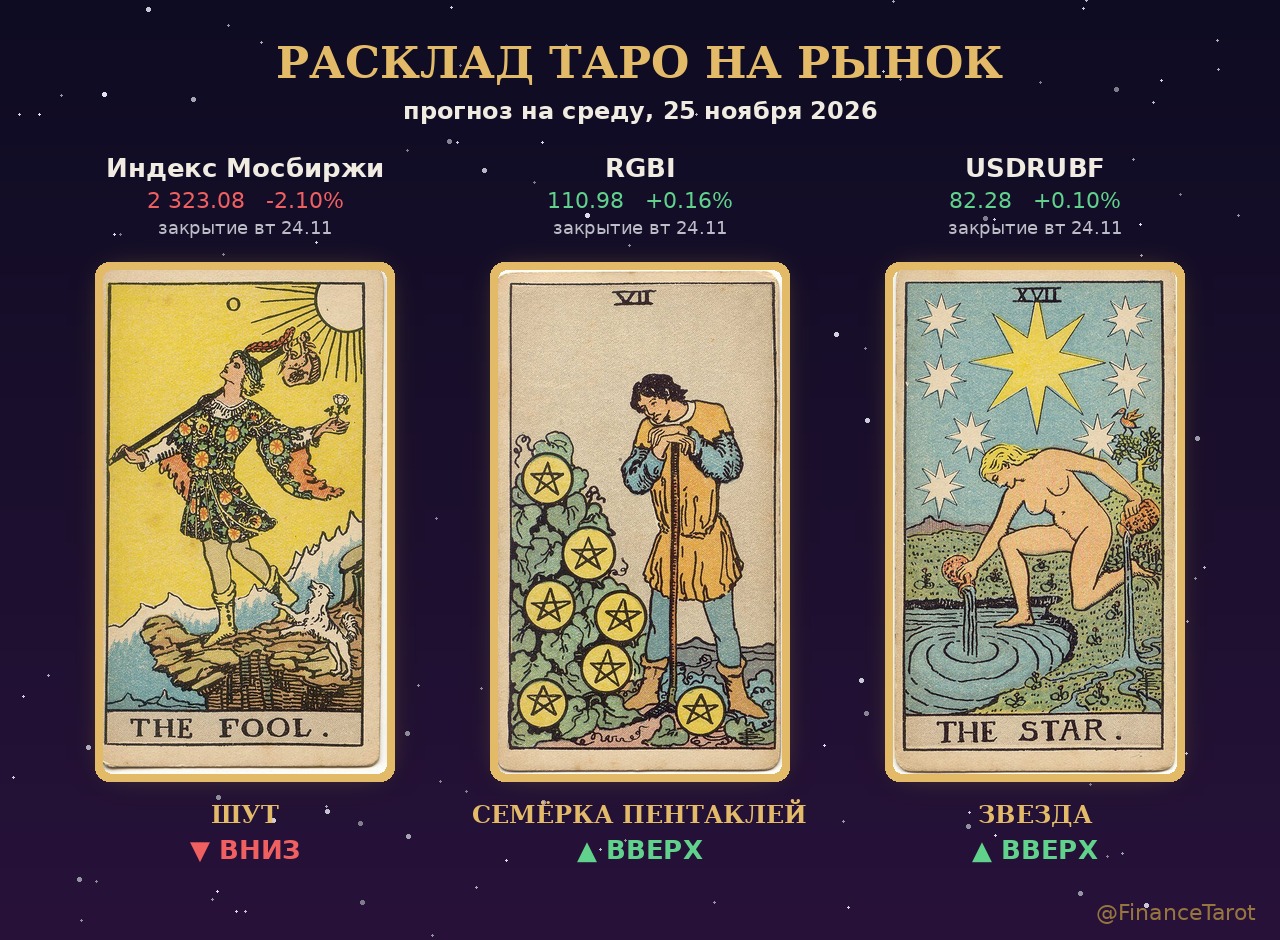 РАСКЛАД ТАРО НА РЫНОК
прогноз на среду, 25 ноября 2026
Индекс Мосбиржи
2 323.08 -2.10%
закрытие вт 24.11
RGBI
110.98 +0.16%
закрытие вт 24.11
USDRUBF
82.28 +0.10%
закрытие вт 24.11
0
THE FOOL.
VII
XVII
THE STAR.
ШУТ
▼ ВНИЗ
СЕМЁРКА ПЕНТАКЛЕЙ
▲ ВВЕРХ
ЗВЕЗДА
▲ ВВЕРХ
@FinanceTarot